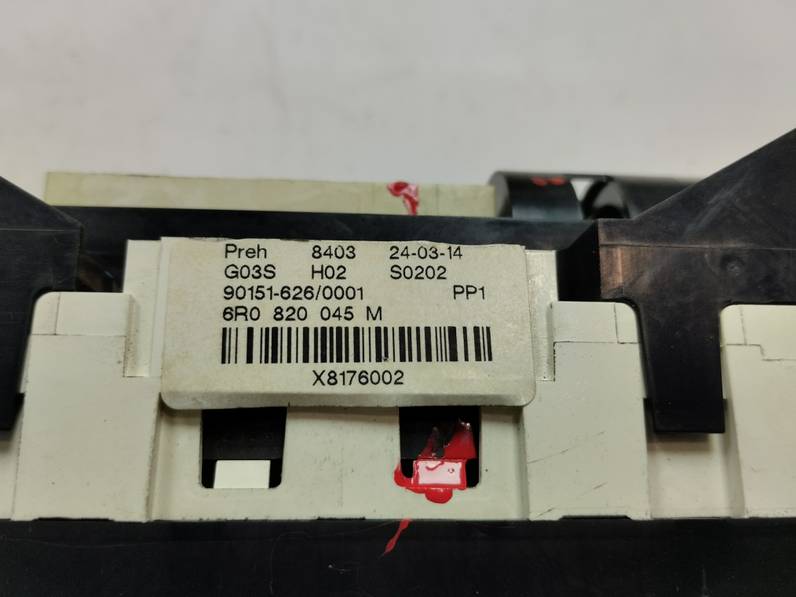 Preh 8403 24-03-14
G03S H02 S0202
90151-626/0001 PP1
6R0 820 045 M
X8176002